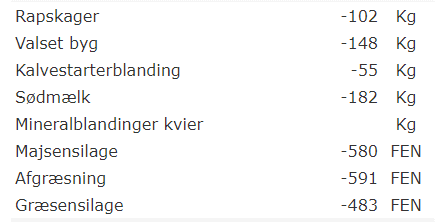 Rapskager -102 Kg
Valset byg -148 Kg
Kalvestarterblanding -55 Kg
Sødmælk -182 Kg
Mineralblandinger kvier Kg
Majsensilage -580 FEN
Afgræsning -591 FEN
Græsensilage -483 FEN